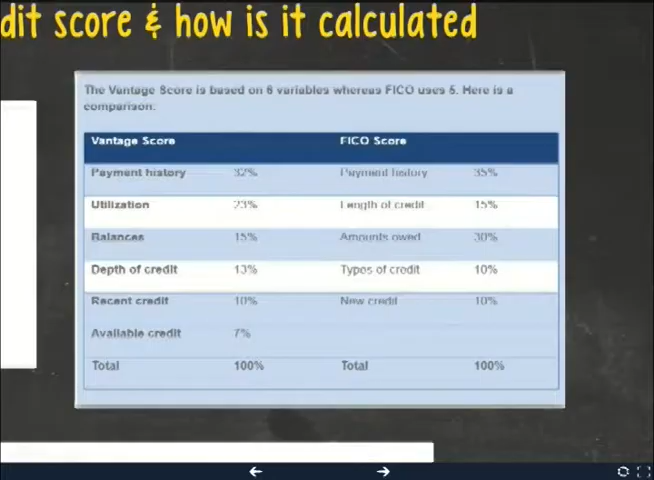 dit score & how is it calculated
The Vantage Score is based on 6 variables whereas FICO uses 5. Here is a
comparison:
Vantage Score FICO Score
Payment history 32% Payment history 35%
Utilization 23% Length of credit 15%
Balances 15% Amounts owed 30%
Depth of credit 13% Types of credit 10%
Recent credit 10% New credit 10%
Available credit 7%
Total 100% Total 100%